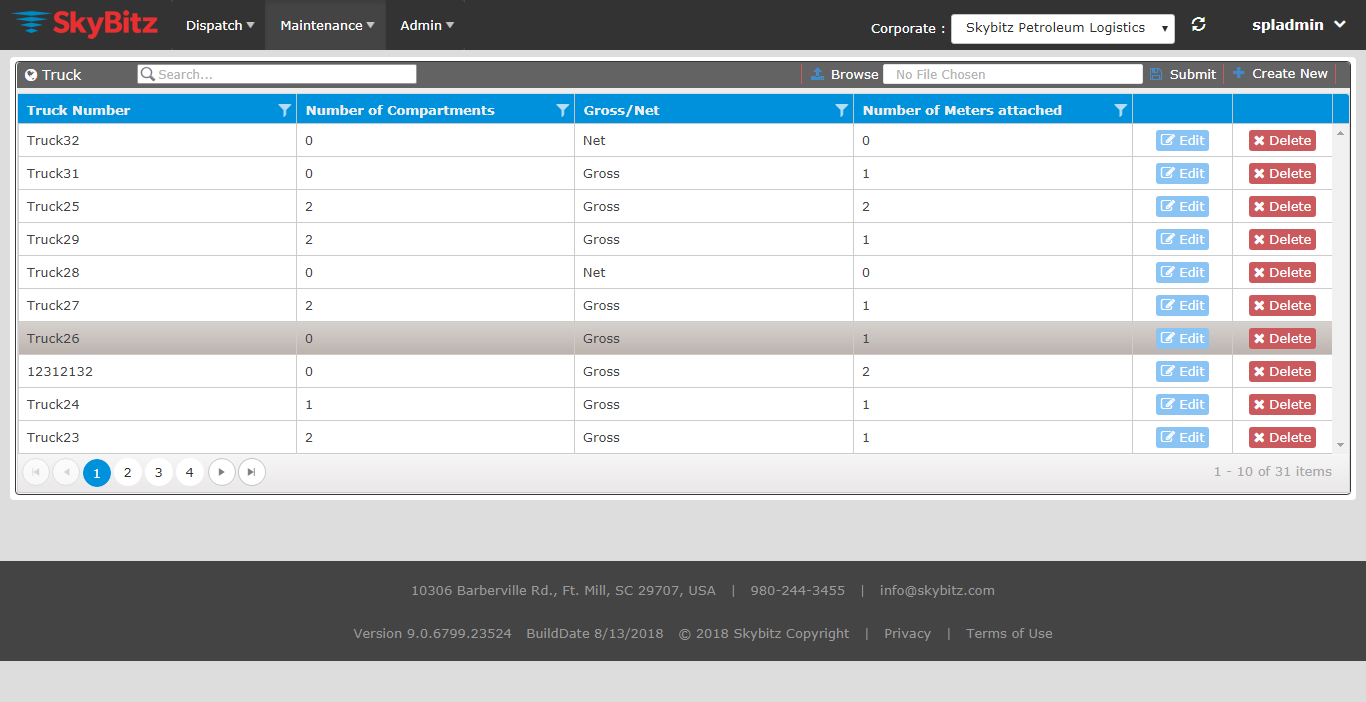 SkyBitz Dispatch Maintenance Admin Corporate : Skybitz Petroleum Logistics spladmin
Truck Search... Browse No File Chosen Submit Create New
Truck Number Number of Compartments Gross/Net Number of Meters attached
Truck32 0 Net 0 Edit Delete
Truck31 0 Gross 1 Edit Delete
Truck25 2 Gross 2 Edit Delete
Truck29 2 Gross 1 Edit Delete
Truck28 0 Net 0 Edit Delete
Truck27 2 Gross 1 Edit Delete
Truck26 0 Gross 1 Edit Delete
12312132 0 Gross 2 Edit Delete
Truck24 1 Gross 1 Edit Delete
Truck23 2 Gross 1 Edit Delete
1 2 3 4 1 - 10 of 31 items
10306 Barberville Rd., Ft. Mill, SC 29707, USA | 980-244-3455 | info@skybitz.com
Version 9.0.6799.23524 BuildDate 8/13/2018 © 2018 Skybitz Copyright | Privacy | Terms of Use